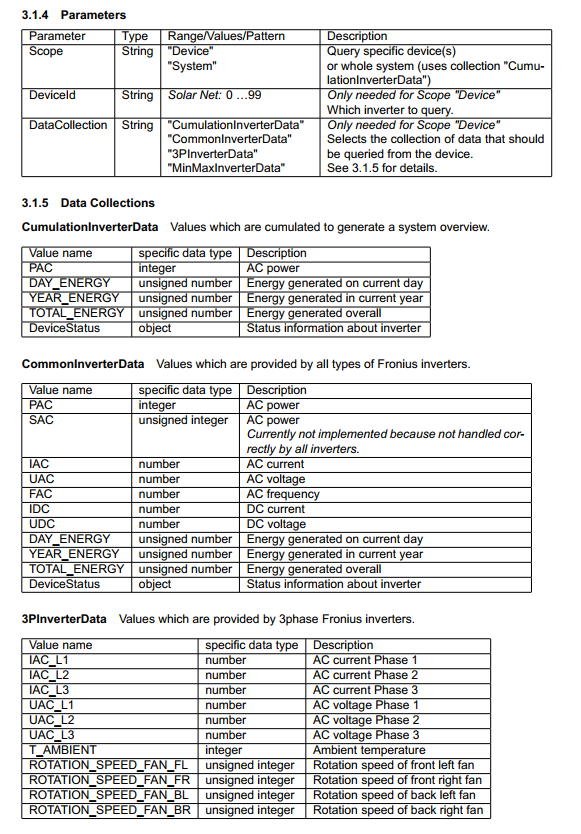 3.1.4 Parameters
Parameter Type Range/Values/Pattern Description
Scope String "Device" Query specific device(s)
"System" or whole system (uses collection "Cumu-
lationInverterData")
DeviceId String Solar Net: 0 ...99 Only needed for Scope "Device"
Which inverter to query.
DataCollection String "CumulationInverterData" Only needed for Scope "Device"
"CommonInverterData" Selects the collection of data that should
"3PInverterData" be queried from the device.
"MinMaxInverterData" See 3.1.5 for details.
3.1.5 Data Collections
CumulationInverterData Values which are cumulated to generate a system overview.
Value name specific data type Description
PAC integer AC power
DAY_ENERGY unsigned number Energy generated on current day
YEAR_ENERGY unsigned number Energy generated in current year
TOTAL_ENERGY unsigned number Energy generated overall
DeviceStatus object Status information about inverter
CommonInverterData Values which are provided by all types of Fronius inverters.
Value name specific data type Description
PAC integer AC power
SAC unsigned integer AC power
Currently not implemented because not handled cor-
rectly by all inverters.
IAC number AC current
UAC number AC voltage
FAC number AC frequency
IDC number DC current
UDC number DC voltage
DAY_ENERGY unsigned number Energy generated on current day
YEAR_ENERGY unsigned number Energy generated in current year
TOTAL_ENERGY unsigned number Energy generated overall
DeviceStatus object Status information about inverter
3PInverterData Values which are provided by 3phase Fronius inverters.
Value name specific data type Description
IAC_L1 number AC current Phase 1
IAC_L2 number AC current Phase 2
IAC_L3 number AC current Phase 3
UAC_L1 number AC voltage Phase 1
UAC_L2 number AC voltage Phase 2
UAC_L3 number AC voltage Phase 3
T_AMBIENT integer Ambient temperature
ROTATION_SPEED_FAN_FL unsigned integer Rotation speed of front left fan
ROTATION_SPEED_FAN_FR unsigned integer Rotation speed of front right fan
ROTATION_SPEED_FAN_BL unsigned integer Rotation speed of back left fan
ROTATION_SPEED_FAN_BR unsigned integer Rotation speed of back right fan